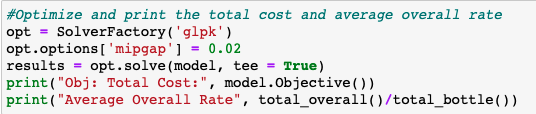 #Optimize and print the total cost and average overall rate
opt = SolverFactory('glpk')
opt.options['mipgap'] = 0.02
results = opt.solve(model, tee = True)
print("Obj: Total Cost:", model.Objective())
print("Average Overall Rate", total_overall()/total_bottle())